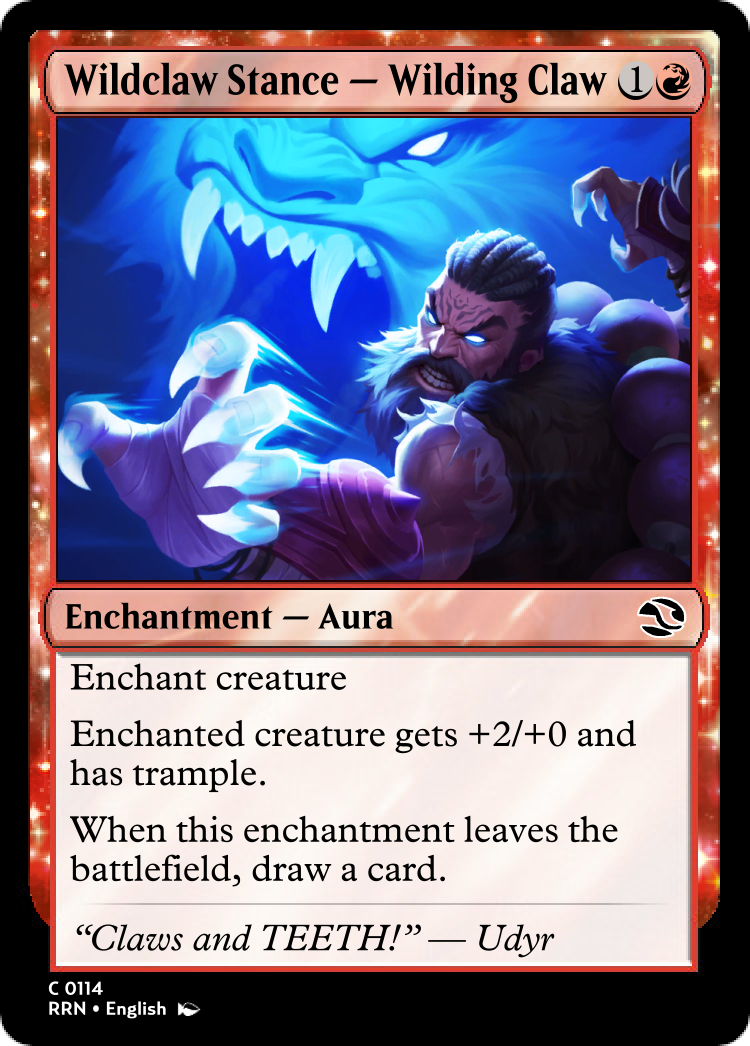 Wildclaw Stance — Wilding Claw 1
Enchantment — Aura
Enchant creature
Enchanted creature gets +2/+0 and
has trample.
When this enchantment leaves the
battlefield, draw a card.
“Claws and TEETH!” — Udyr
C 0114
RRN • English